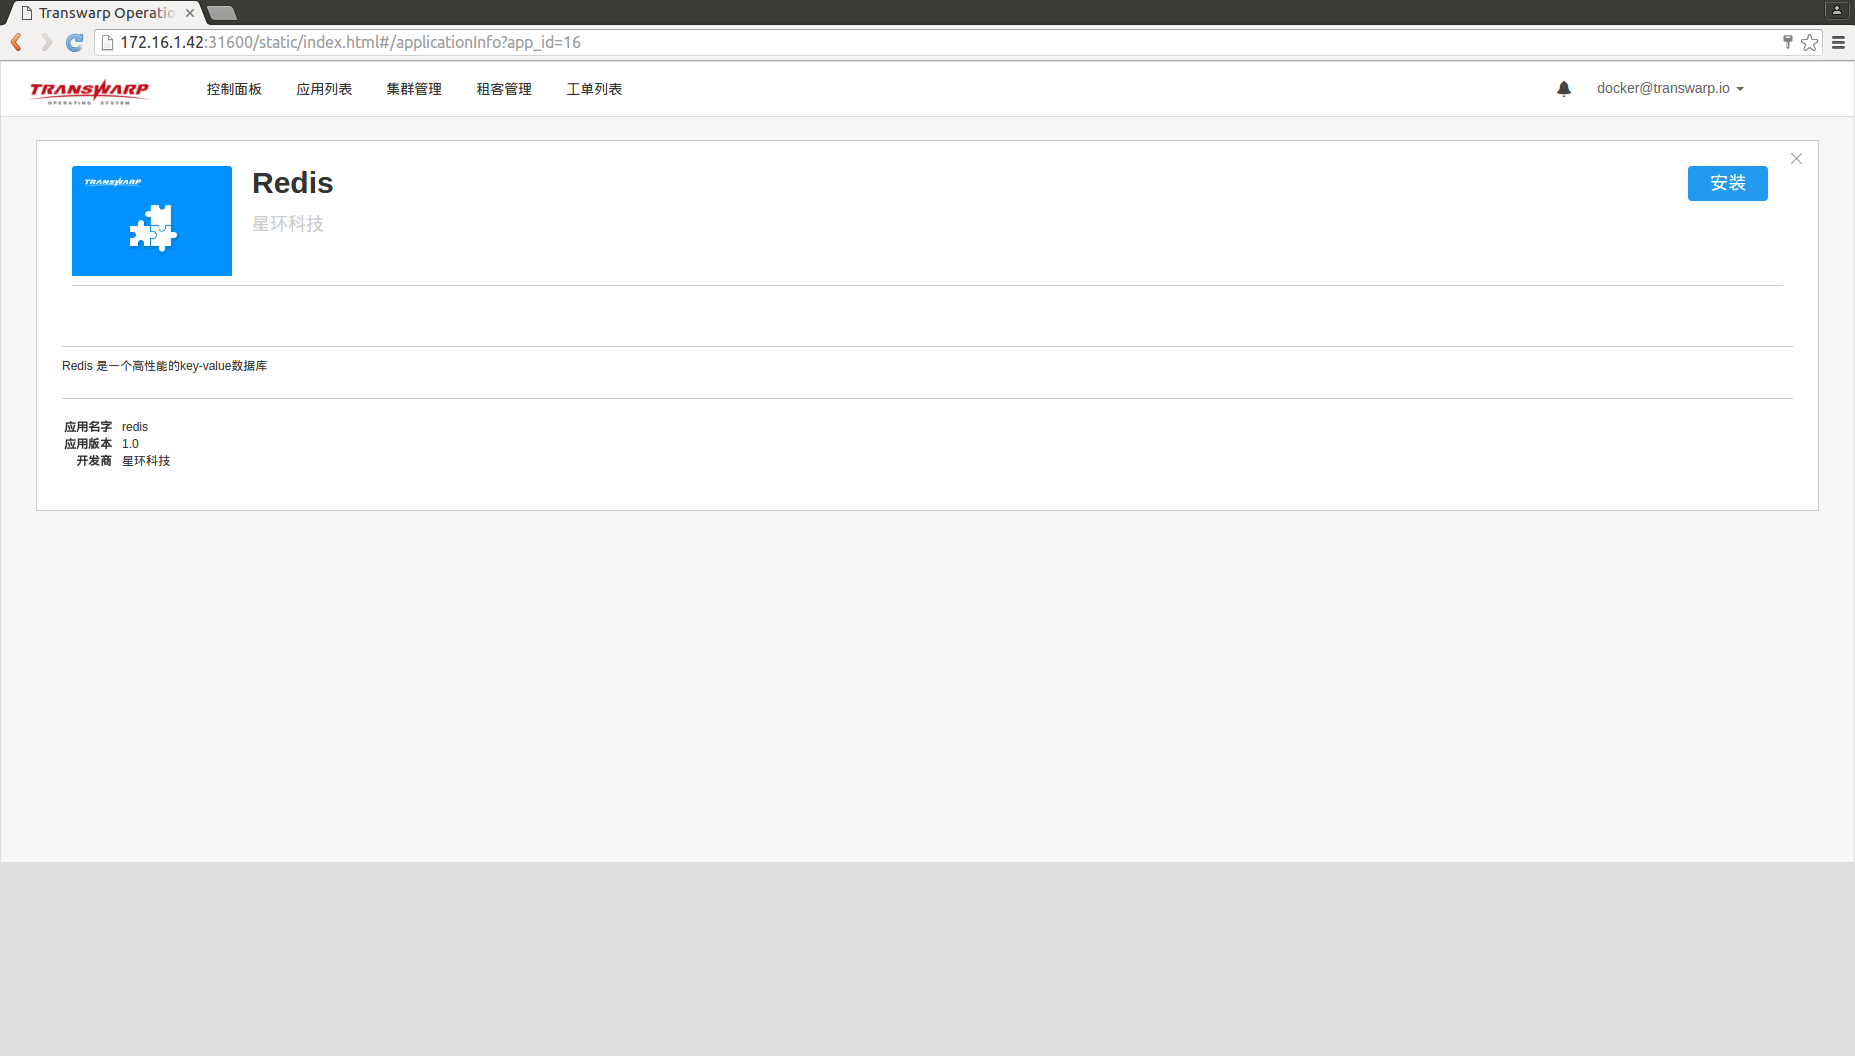 Transwarp Operatio
172.16.1.42:31600/static/index.html#/applicationInfo?app_id=16
TRANSWARP
OPERATING SYSTEM
控制面板 应用列表 集群管理 租客管理 工单列表 docker@transwarp.io
TRANSWARP
Redis
安装
星环科技
Redis 是一个高性能的key-value数据库
应用名字 redis
应用版本 1.0
开发商 星环科技